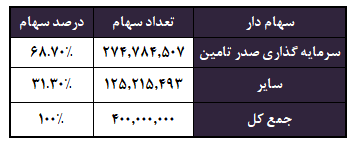 سهام دار تعداد سهام درصد سهام
سرمایه گذاری صدر تامین ۲۷۴,۷۸۴,۵۰۷ ۶۸.۷۰٪
سایر ۱۲۵,۲۱۵,۴۹۳ ۳۱.۳۰٪
جمع کل ۴۰۰,۰۰۰,۰۰۰ ۱۰۰٪